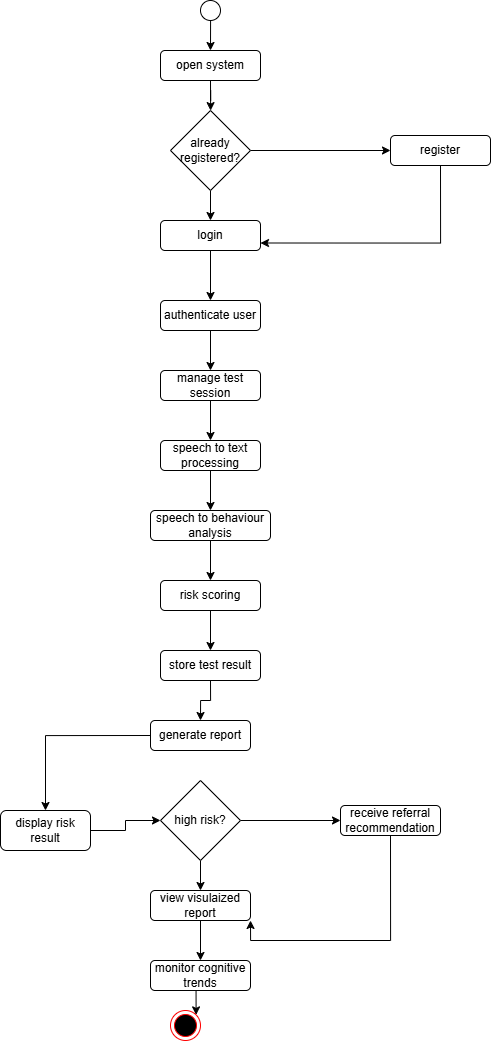 open system
already
registered?
register
login
authenticate user
manage test
session
speech to text
processing
speech to behaviour
analysis
risk scoring
store test result
generate report
display risk
result
high risk?
receive referral
recommendation
view visulaized
report
monitor cognitive
trends